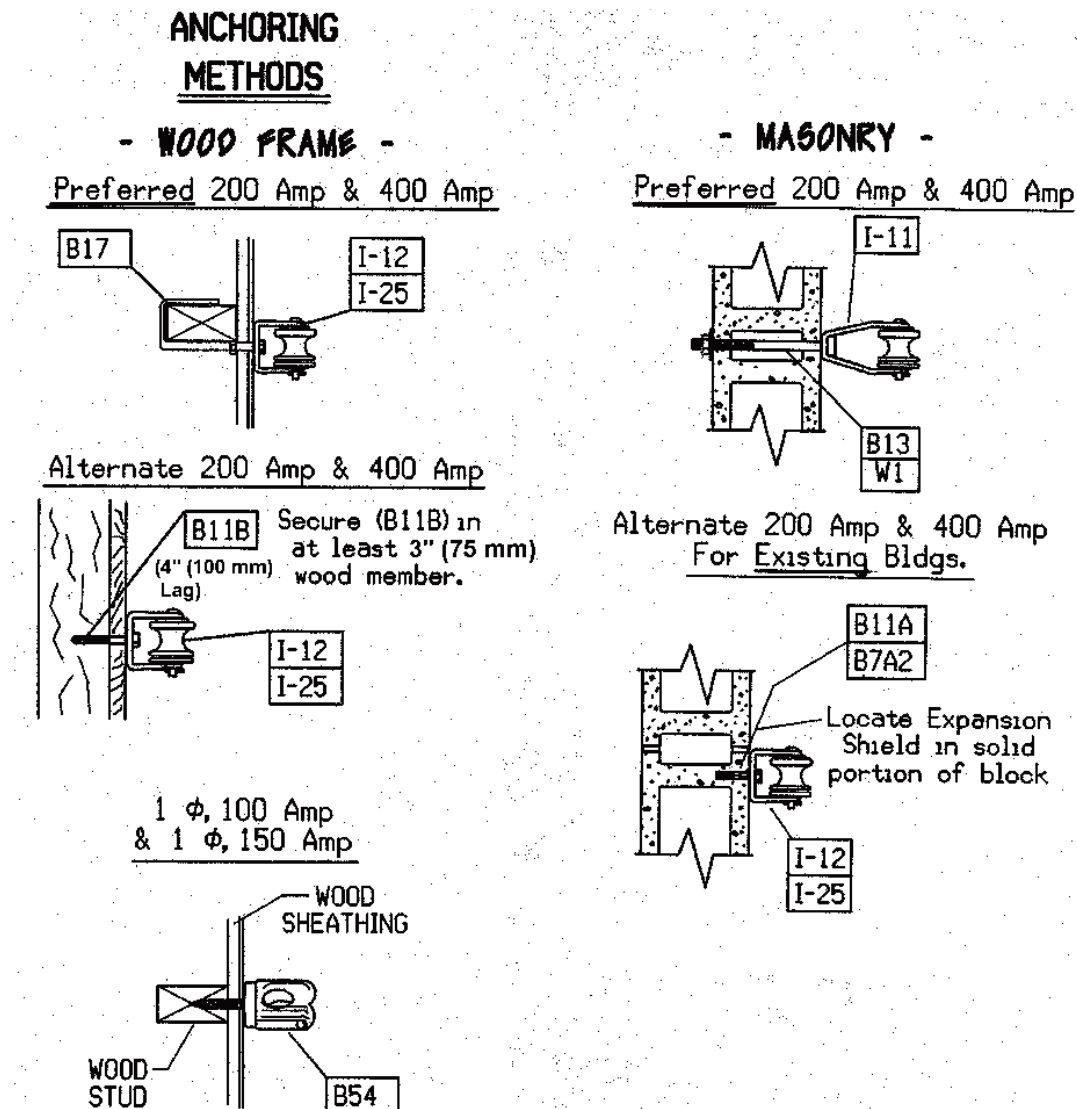 ANCHORING
METHODS
- WOOD FRAME -
Preferred 200 Amp & 400 Amp
B17
I-12
I-25
Alternate 200 Amp & 400 Amp
B11B
(4" (100 mm)
Lag)
Secure (B11B) in
at least 3" (75 mm)
wood member.
I-12
I-25
1 Φ, 100 Amp
& 1 Φ, 150 Amp
WOOD
SHEATHING
WOOD
STUD
B54
- MASONRY -
Preferred 200 Amp & 400 Amp
I-11
B13
W1
Alternate 200 Amp & 400 Amp
For Existing Bldgs.
B11A
B7A2
Locate Expansion
Shield in solid
portion of block
I-12
I-25